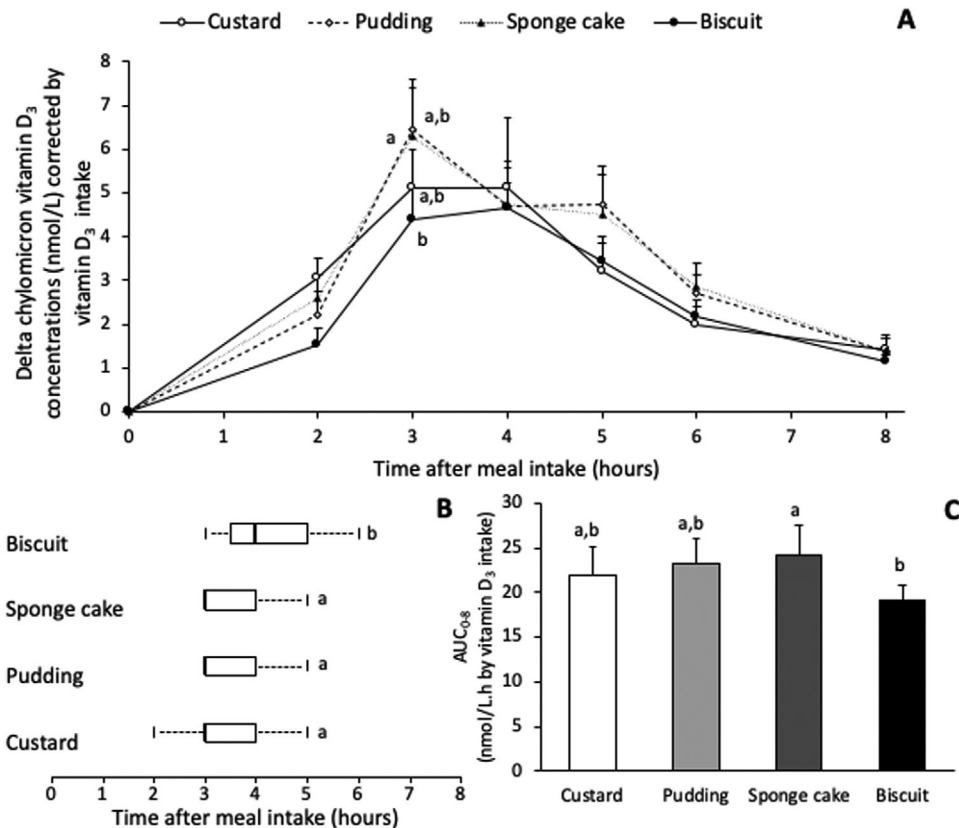 Custard Pudding Sponge cake Biscuit A
Delta chylomicron vitamin D₃
concentrations (nmol/L) corrected by
vitamin D₃ intake
8
7
6
5
4
3
2
1
0
a
a,b
a,b
b
0 1 2 3 4 5 6 7 8
Time after meal intake (hours)
B
Biscuit b
Sponge cake a
Pudding a
Custard a
0 1 2 3 4 5 6 7 8
Time after meal intake (hours)
C
AUC₀₋₈
(nmol/L.h by vitamin D₃ intake)
30
25
20
15
10
5
0
a,b a,b a b
Custard Pudding Sponge cake Biscuit